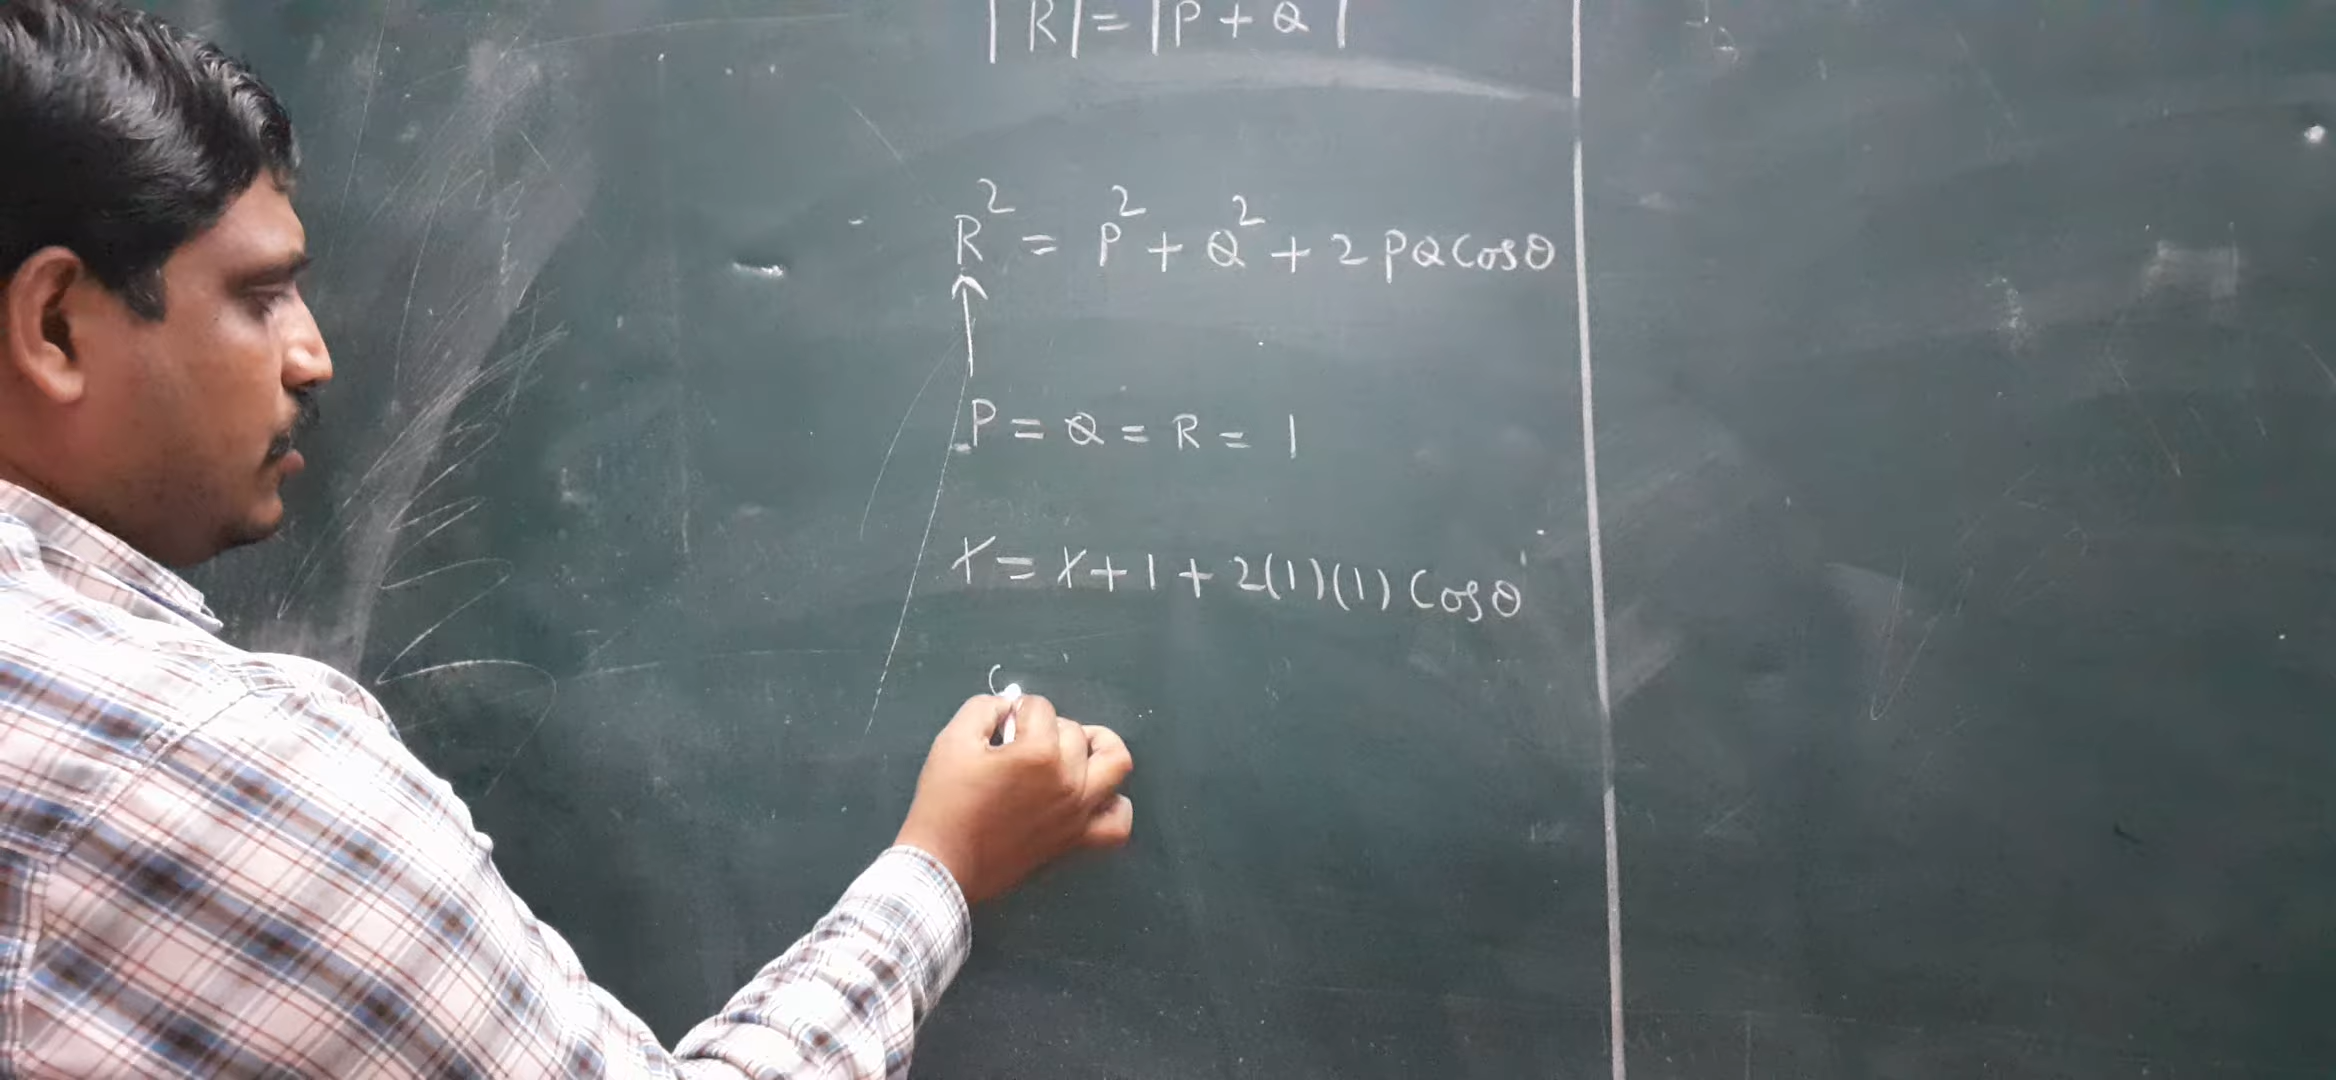 |R| = |P + Q|
R² = P² + Q² + 2PQ Cosθ
P = Q = R = 1
1 = 1 + 1 + 2(1)(1) Cosθ